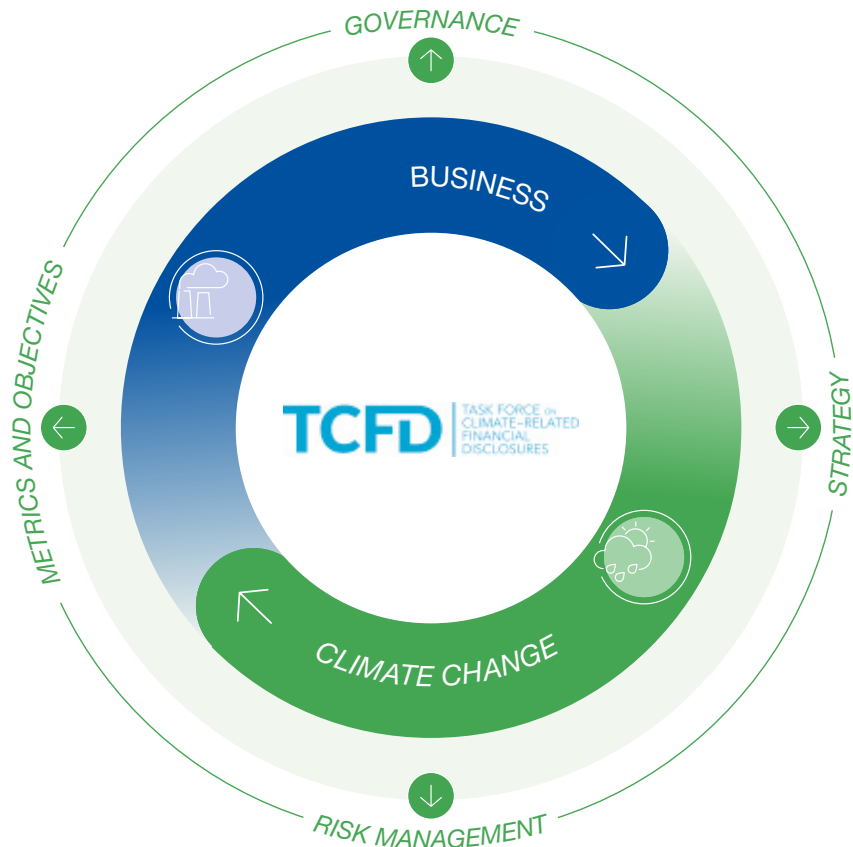 GOVERNANCE
BUSINESS
METRICS AND OBJECTIVES
STRATEGY
TCFD
TASK FORCE ON
CLIMATE-RELATED
FINANCIAL
DISCLOSURES
CLIMATE CHANGE
RISK MANAGEMENT